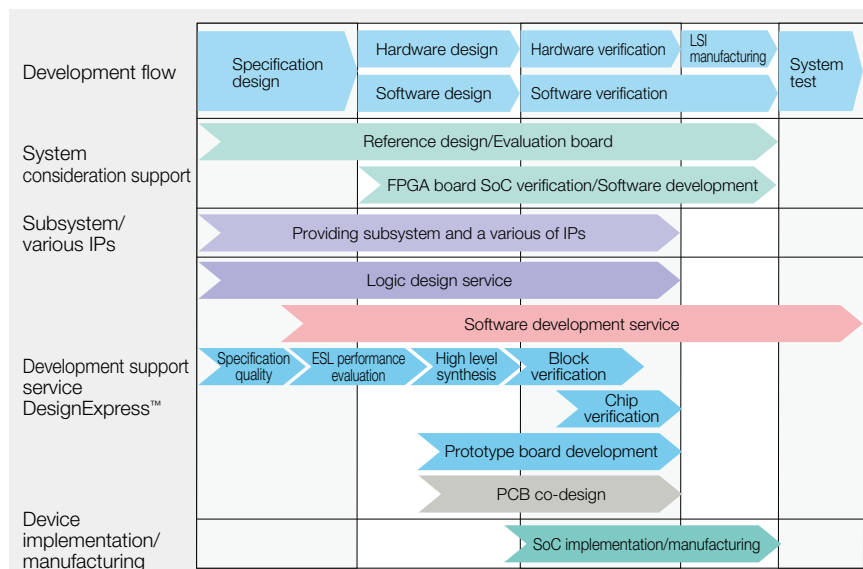 Development flow
Specification
design
Hardware design
Hardware verification
LSI
manufacturing
System
test
Software design
Software verification
System
consideration support
Reference design/Evaluation board
FPGA board SoC verification/Software development
Subsystem/
various IPs
Providing subsystem and a various of IPs
Logic design service
Software development service
Development support
service
DesignExpress™
Specification
quality
ESL performance
evaluation
High level
synthesis
Block
verification
Chip
verification
Prototype board development
PCB co-design
Device
implementation/
manufacturing
SoC implementation/manufacturing